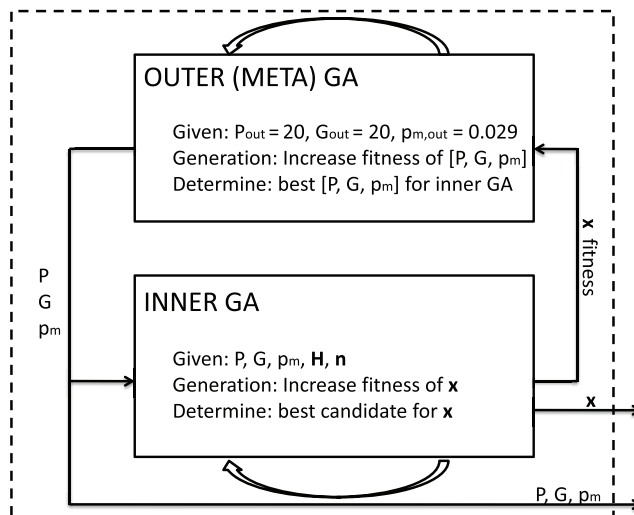 OUTER (META) GA
Given: Pout = 20, Gout = 20, pm,out = 0.029
Generation: Increase fitness of [P, G, pm]
Determine: best [P, G, pm] for inner GA
x fitness
P
G
pm
INNER GA
Given: P, G, pm, H, n
Generation: Increase fitness of x
Determine: best candidate for x
x
P, G, pm